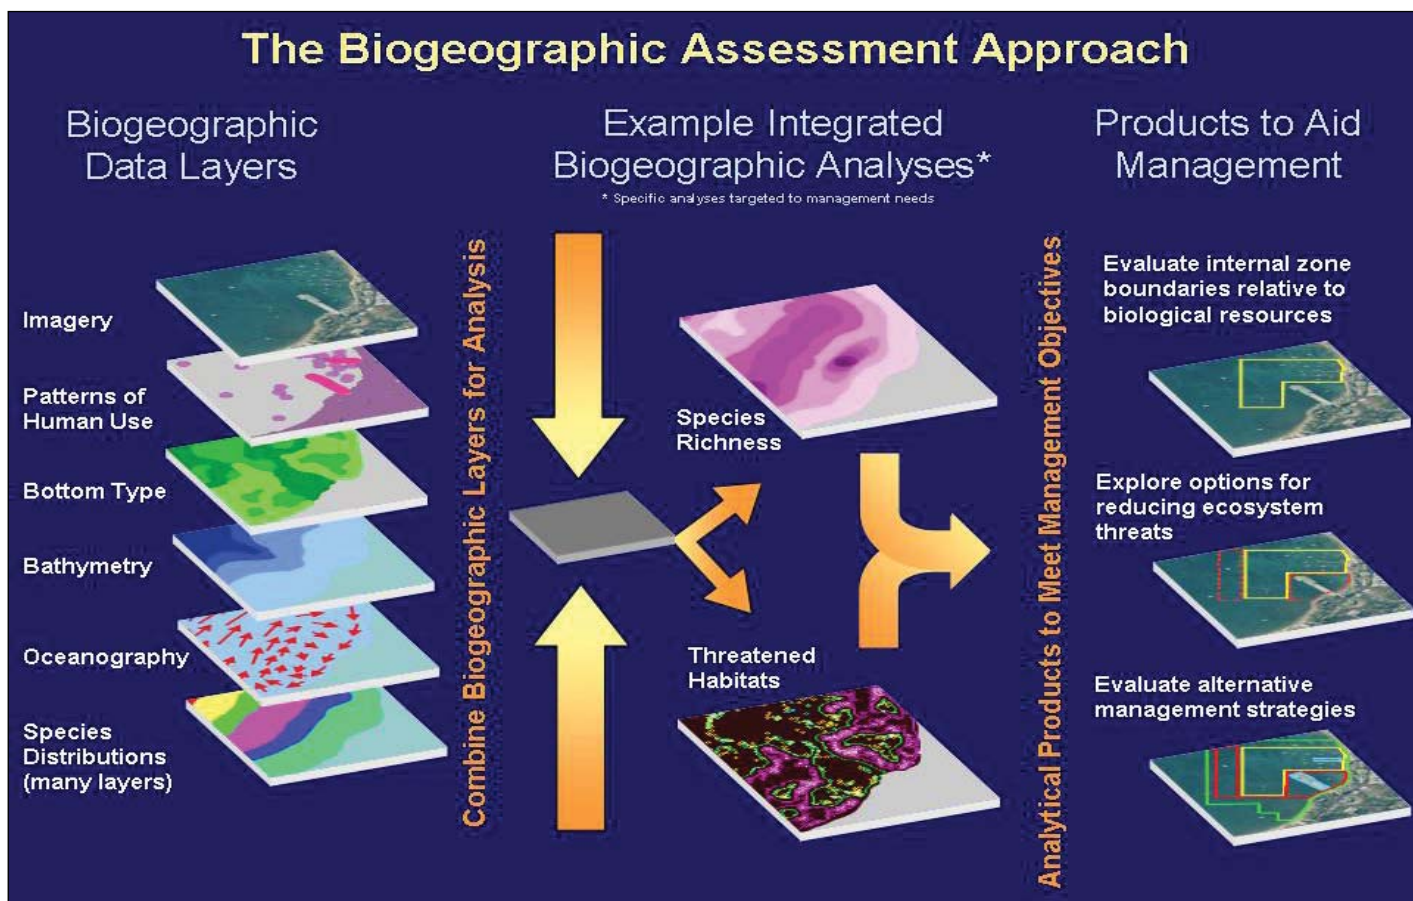 The Biogeographic Assessment Approach
Biogeographic
Data Layers
Imagery
Patterns of
Human Use
Bottom Type
Bathymetry
Oceanography
Species
Distributions
(many layers)
Combine Biogeographic Layers for Analysis
Example Integrated
Biogeographic Analyses*
* Specific analyses targeted to management needs
Species
Richness
Threatened
Habitats
Analytical Products to Meet Management Objectives
Products to Aid
Management
Evaluate internal zone
boundaries relative to
biological resources
Explore options for
reducing ecosystem
threats
Evaluate alternative
management strategies